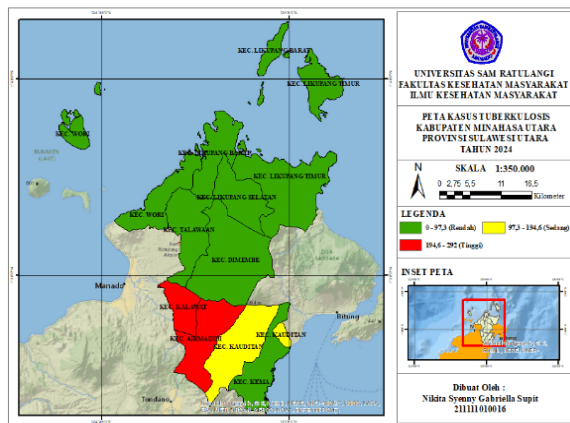 KEC. LIKUPANG BARAT
KEC. LIKUPANG TIMUR
KEC. WORI
KEC. LIKUPANG BARAT
KEC. LIKUPANG TIMUR
KEC. LIKUPANG SELATAN
KEC. WORI
KEC. TALAWAAN
KEC. DIMEMBE
Manado
Bitung
KEC. KALAWAT
KEC. AIRMADIDI
KEC. KAUDITAN
KEC. KAUDITAN
KEC. KEMA
Tondano
UNIVERSITAS SAM RATULANGI
FAKULTAS KESEHATAN MASYARAKAT
ILMU KESEHATAN MASYARAKAT
PETA KASUS TUBERKULOSIS
KABUPATEN MINAHASA UTARA
PROVINSI SULAWESI UTARA
TAHUN 2024
N
SKALA 1:350.000
0 2,75 5,5 11 16,5
Kilometer
LEGENDA
0 - 97,3 (Rendah)
97,3 - 194,6 (Sedang)
194,6 - 292 (Tinggi)
INSET PETA
Dibuat Oleh :
Nikita Syenny Gabriella Supit
211111010016